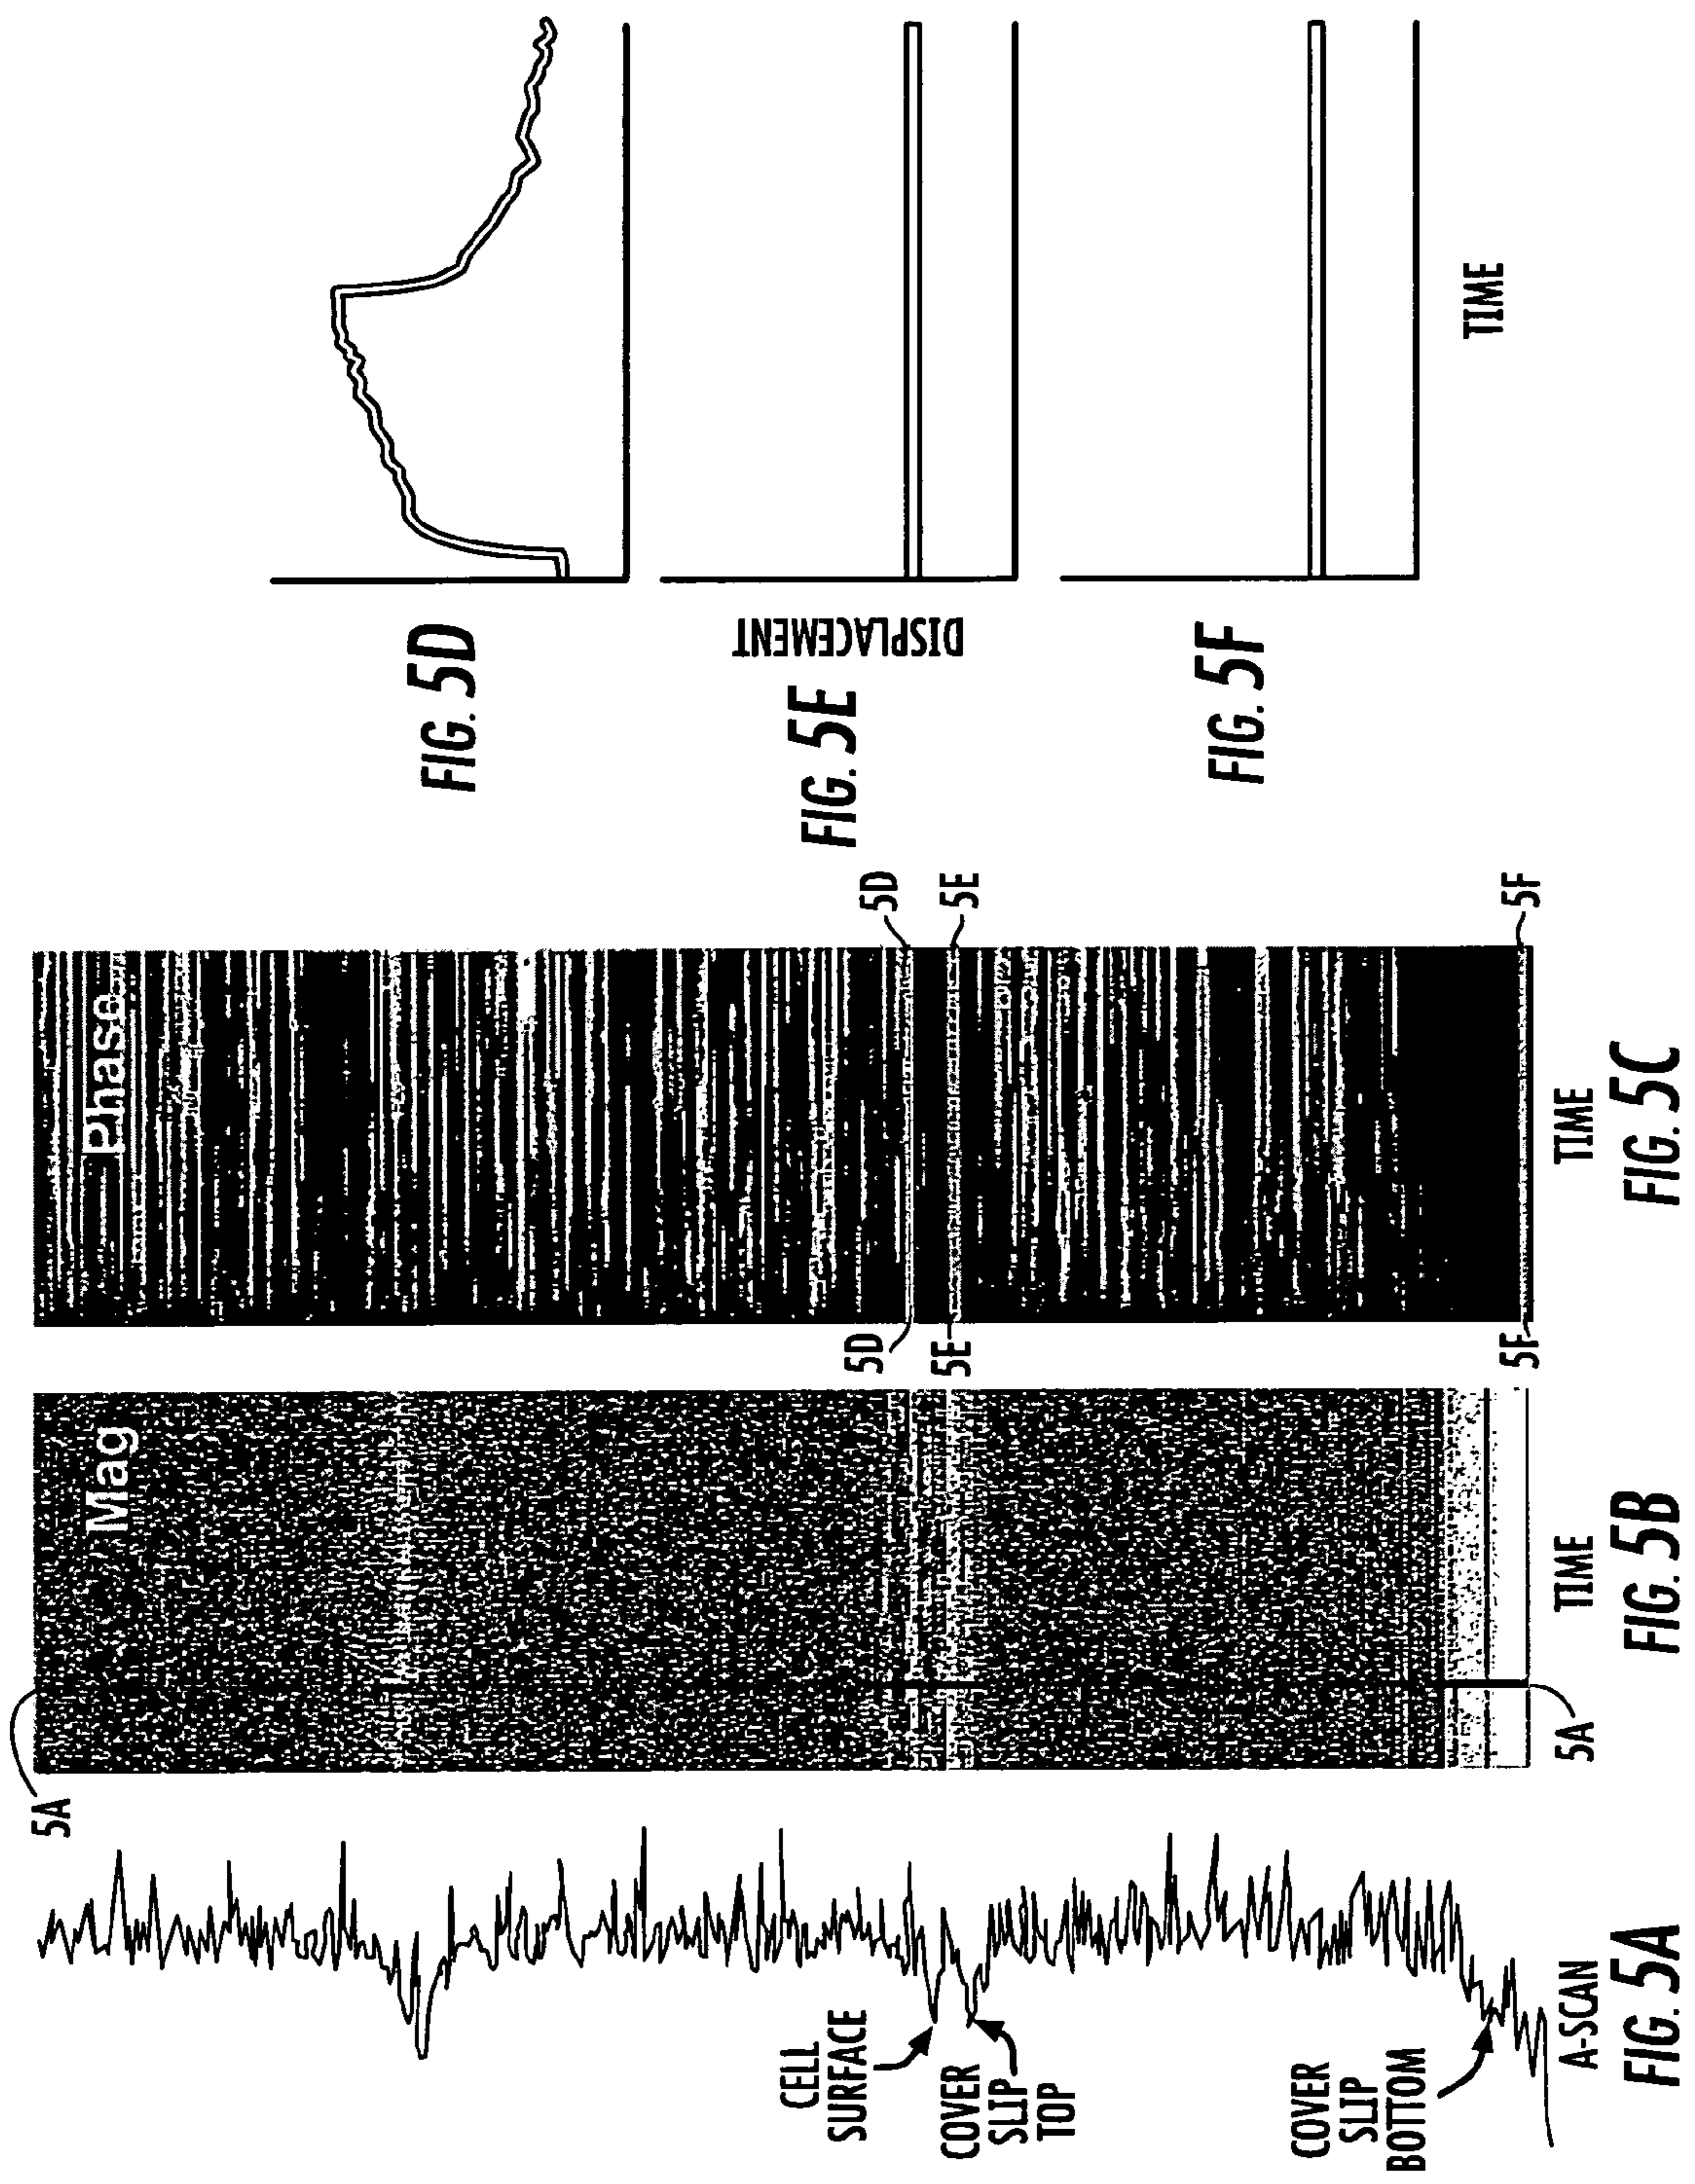 5A
CELL
SURFACE
COVER
SLIP
TOP
COVER
SLIP
BOTTOM
A-SCAN
FIG. 5A
Mag
5A
TIME
FIG. 5B
Phase
5D
5E
5F
5D
5E
5F
TIME
FIG. 5C
FIG. 5D
FIG. 5E
DISPLACEMENT
FIG. 5F
TIME